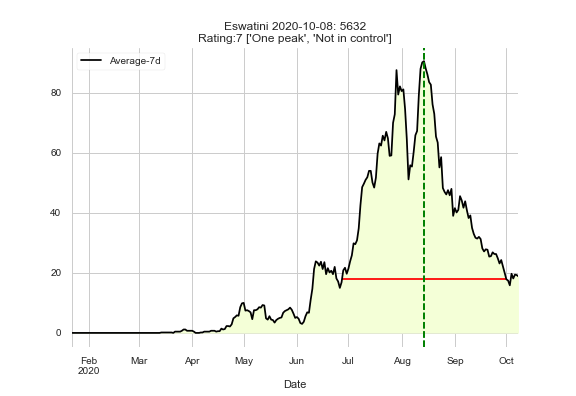 Eswatini 2020-10-08: 5632
Rating:7 ['One peak', 'Not in control']
Average-7d
80
60
40
20
0
Feb Mar Apr May Jun Jul Aug Sep Oct
2020
Date